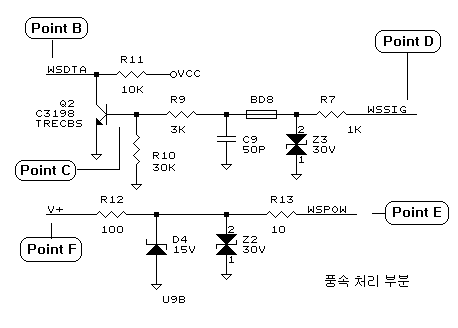 Point B
Point D
R11
WSDTA
VCC
10K
Q2
C3198
TRECBS
R9
BD8
R7
WSSIG
3K
2
1K
C9
50P
Z3
30V
1
Point C
R10
30K
R12
R13
V+
WSPOW
Point E
100
2
10
Point F
D4
15V
Z2
30V
1
U9B
풍속 처리 부분